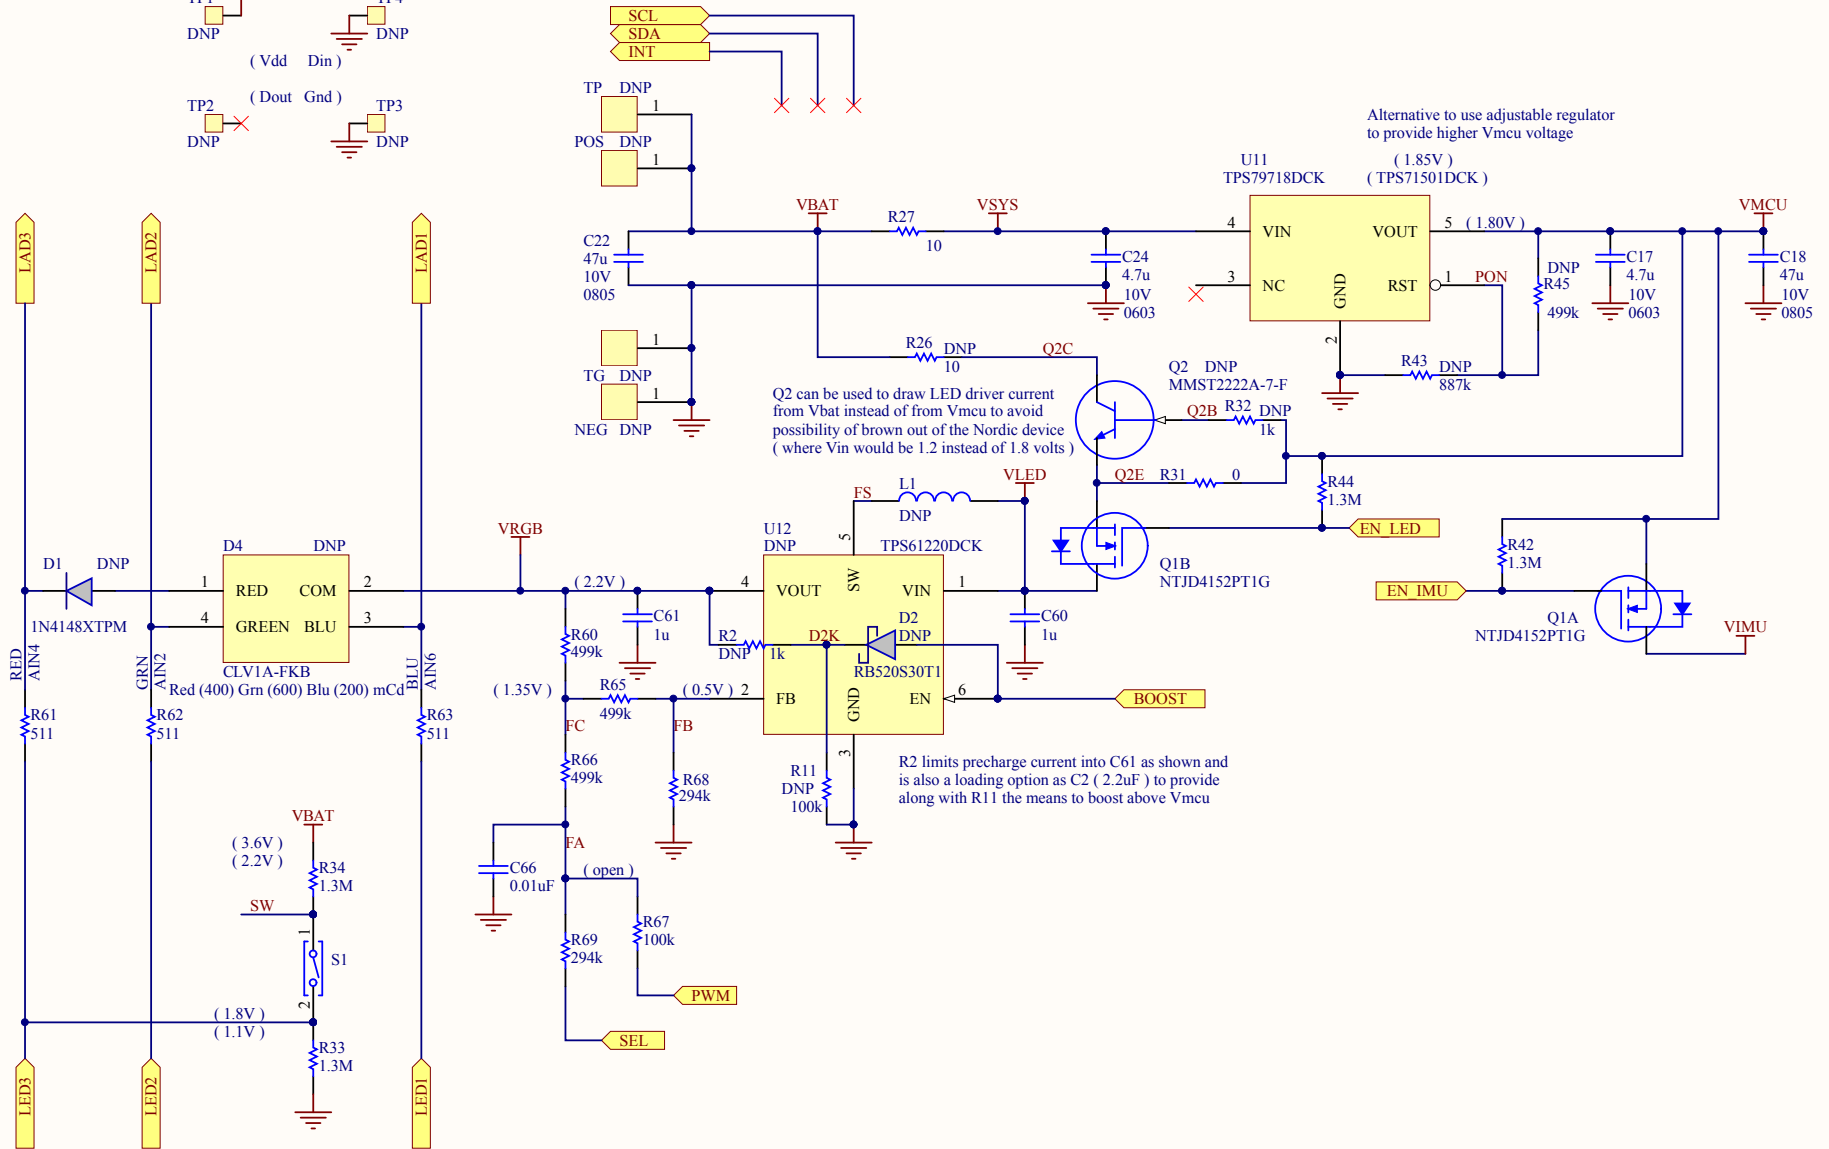 TP1
TP4
DNP
DNP
( Vdd Din )
( Dout Gnd )
TP2
TP3
DNP
DNP
SCL
SDA
INT
TP DNP
1
POS DNP
1
Alternative to use adjustable regulator
to provide higher Vmcu voltage
U11
( 1.85V )
TPS79718DCK
( TPS71501DCK )
LAD3
LAD2
LAD1
VBAT
R27
10
VSYS
4
VIN
VOUT
5
( 1.80V )
VMCU
C22
47u
10V
0805
C24
4.7u
10V
0603
3
NC
GND
2
RST
1
PON
DNP
R45
499k
C17
4.7u
10V
0603
C18
47u
10V
0805
1
TG DNP
1
NEG DNP
R26
DNP
10
Q2C
R43
DNP
887k
Q2 DNP
MMST2222A-7-F
Q2 can be used to draw LED driver current
from Vbat instead of from Vmcu to avoid
possibility of brown out of the Nordic device
( where Vin would be 1.2 instead of 1.8 volts )
Q2B
R32
DNP
1k
Q2E
R31
0
R44
1.3M
FS
L1
DNP
VLED
EN_LED
VRGB
U12
DNP
5
TPS61220DCK
Q1B
NTJD4152PT1G
R42
1.3M
EN_IMU
Q1A
NTJD4152PT1G
VIMU
D1
DNP
1N4148XTPM
D4
DNP
1
RED
COM
2
4
GREEN
BLU
3
CLV1A-FKB
Red (400) Grn (600) Blu (200) mCd
( 2.2V )
4
VOUT
SW
VIN
1
C61
1u
C60
1u
R60
499k
R2
DNP
1k
D2K
D2
DNP
RB520S30T1
RED
AIN4
GRN
AIN2
BLU
AIN6
( 1.35V )
R65
499k
( 0.5V )
2
FB
GND
EN
6
BOOST
R61
511
R62
511
R63
511
FC
FB
3
R66
499k
R68
294k
R11
DNP
100k
R2 limits precharge current into C61 as shown and
is also a loading option as C2 ( 2.2uF ) to provide
along with R11 the means to boost above Vmcu
VBAT
( 3.6V )
( 2.2V )
R34
1.3M
SW
1
S1
2
FA
C66
0.01uF
( open )
R67
100k
R69
294k
PWM
( 1.8V )
( 1.1V )
R33
1.3M
SEL
LED3
LED2
LED1